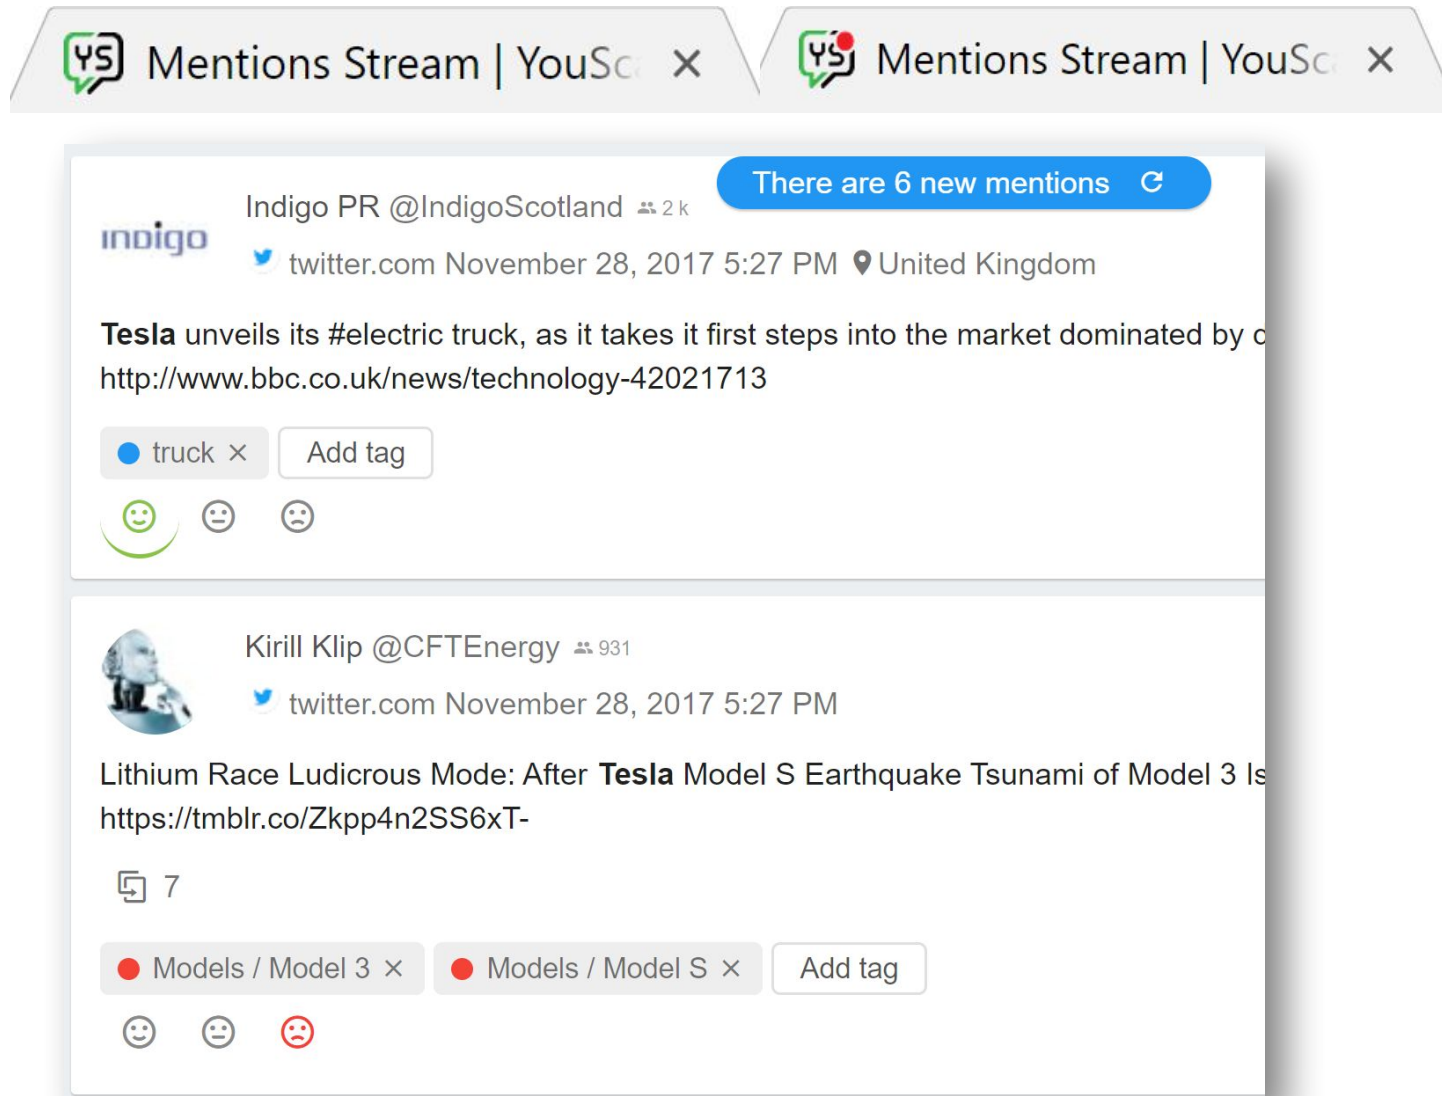 YS Mentions Stream | YouSc
YS Mentions Stream | YouSc
There are 6 new mentions
Indigo PR @IndigoScotland 2 k
INDIGO
twitter.com November 28, 2017 5:27 PM United Kingdom
Tesla unveils its #electric truck, as it takes it first steps into the market dominated by
http://www.bbc.co.uk/news/technology-42021713
truck × Add tag
Kirill Klip @CFTEnergy 931
twitter.com November 28, 2017 5:27 PM
Lithium Race Ludicrous Mode: After Tesla Model S Earthquake Tsunami of Model 3 Is
https://tmblr.co/Zkpp4n2SS6xT-
7
Models / Model 3 × Models / Model S × Add tag